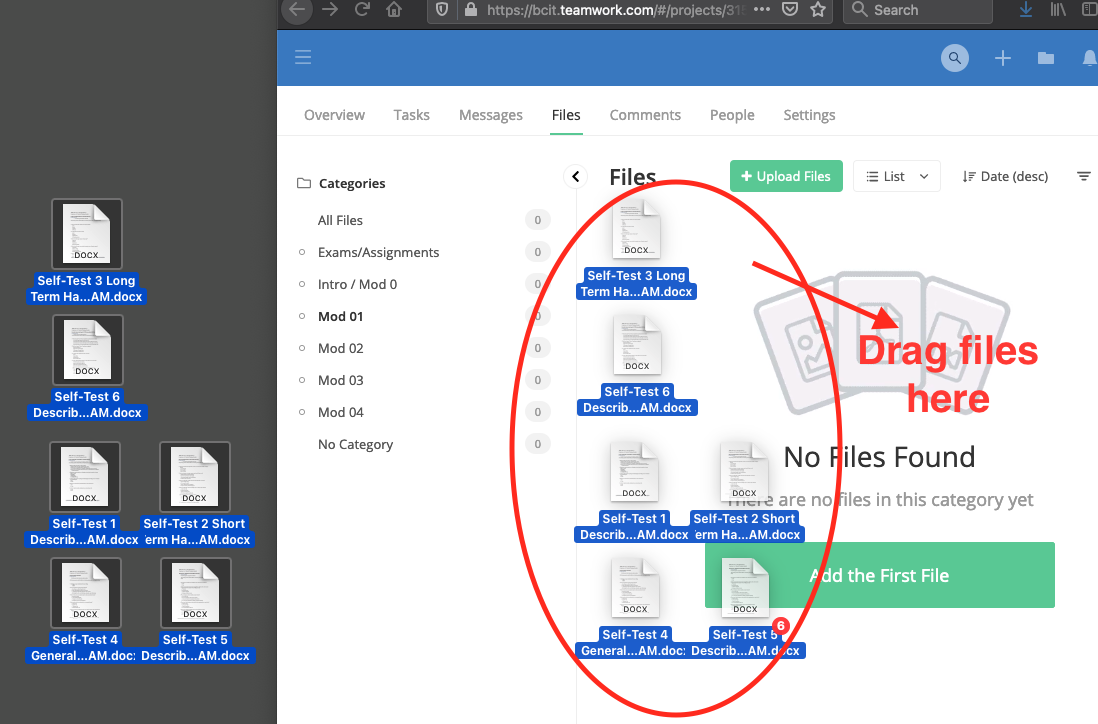 https://bcit.teamwork.com/#/projects/315
Search
Overview Tasks Messages Files Comments People Settings
Categories
All Files 0
Exams/Assignments 0
Intro / Mod 0 0
Mod 01 0
Mod 02 0
Mod 03 0
Mod 04 0
No Category 0
Files
+ Upload Files
List
Date (desc)
DOCX
Self-Test 3 Long
Term Ha...AM.docx
DOCX
Self-Test 6
Describ...AM.docx
DOCX
Self-Test 1
Describ...AM.docx
DOCX
Self-Test 2 Short
Term Ha...AM.docx
DOCX
Self-Test 4
General...AM.docx
DOCX
Self-Test 5
Describ...AM.docx
DOCX
Self-Test 3 Long
Term Ha...AM.docx
DOCX
Self-Test 6
Describ...AM.docx
DOCX
Self-Test 1
Describ...AM.docx
DOCX
Self-Test 2 Short
Term Ha...AM.docx
DOCX
Self-Test 4
General...AM.docx
DOCX
Self-Test 5
Describ...AM.docx
6
Drag files
here
No Files Found
There are no files in this category yet
Add the First File